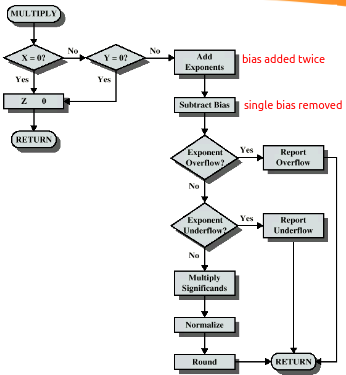 MULTIPLY
X = 0?
No
Y = 0?
No
Add
Exponents
bias added twice
Yes
Yes
Z 0
Subtract Bias
single bias removed
RETURN
Exponent
Overflow?
Yes
Report
Overflow
No
Exponent
Underflow?
Yes
Report
Underflow
No
Multiply
Significands
Normalize
Round
RETURN